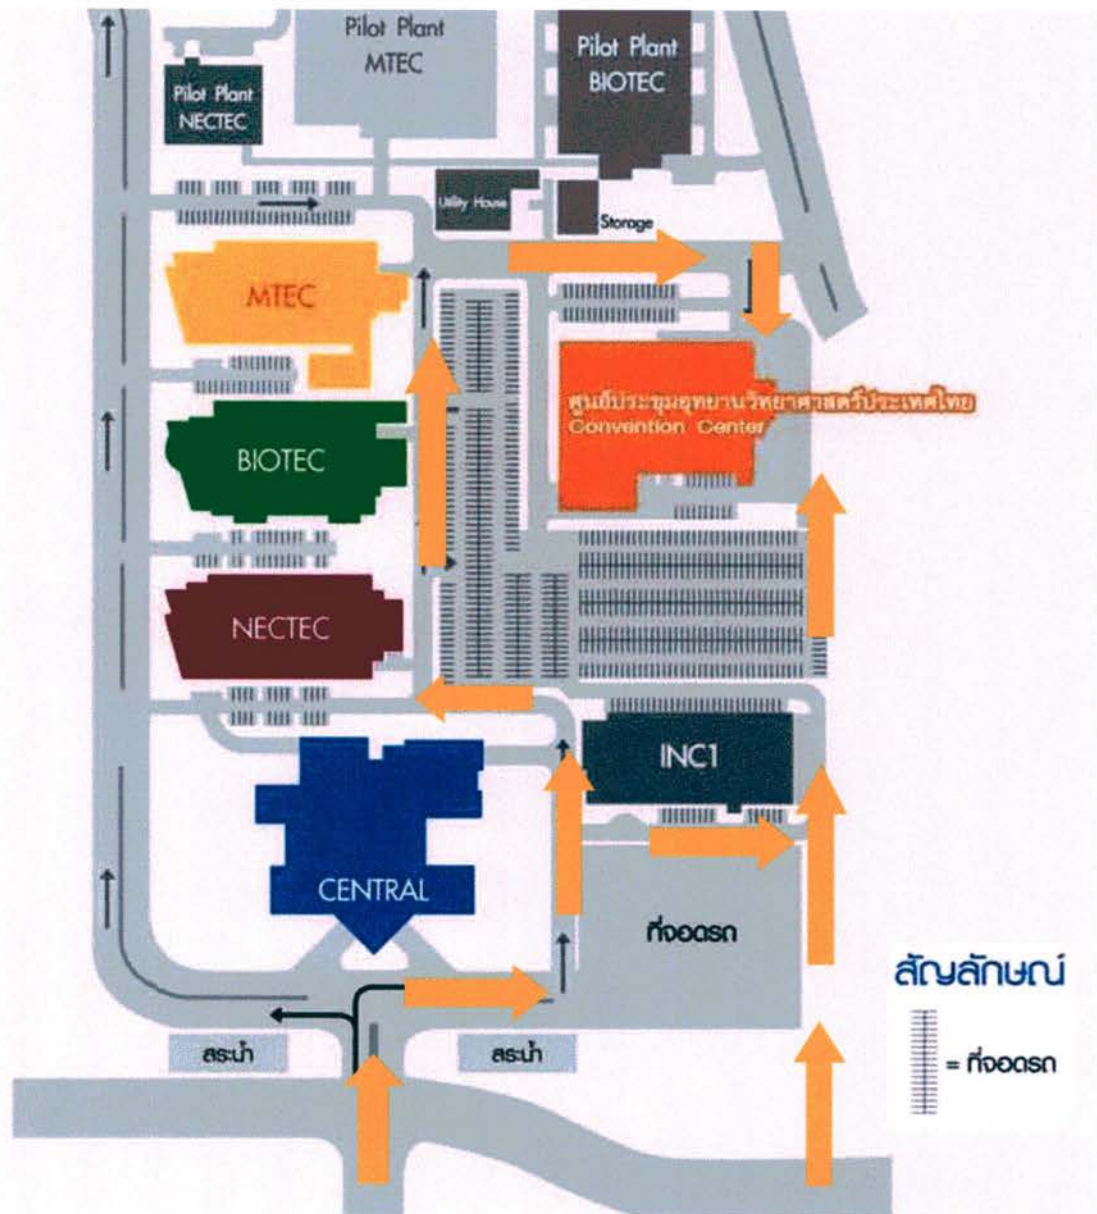 Pilot Plant
MTEC
Pilot Plant
BIOTEC
Pilot Plant
NECTEC
Utility House
Storage
MTEC
ศูนย์ประชุมอุทยานวิทยาศาสตร์ประเทศไทย
Convention Center
BIOTEC
NECTEC
INC1
CENTRAL
ที่จอดรถ
สัญลักษณ์
= ที่จอดรถ
สระน้ำ
สระน้ำ